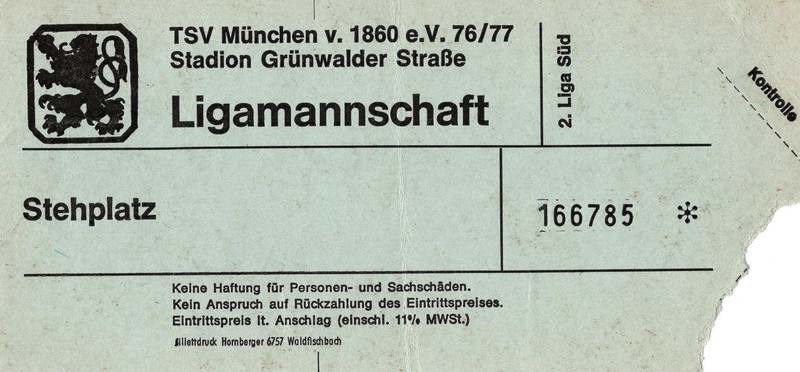 TSV München v. 1860 e.V. 76/77
Stadion Grünwalder Straße
Ligamannschaft
2. Liga Süd
Kontrolle
Stehplatz
166785 *
Keine Haftung für Personen- und Sachschäden.
Kein Anspruch auf Rückzahlung des Eintrittspreises.
Eintrittspreis lt. Anschlag (einschl. 11% MWSt.)
Billettdruck Hornberger 6757 Waldfischbach